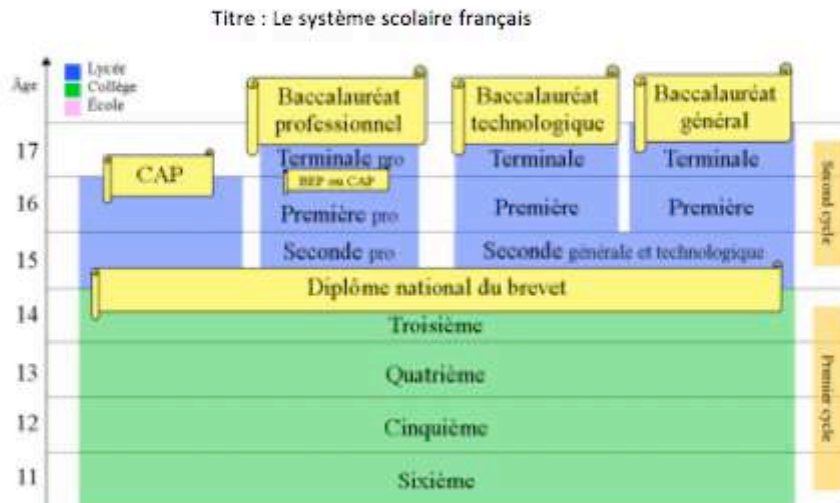 Titre : Le système scolaire français
Âge
Lycée
Collège
École
Baccalauréat
professionnel
Baccalauréat
technologique
Baccalauréat
général
17
CAP
Terminale pro
Terminale
Terminale
BEP ou CAP
16
Première pro
Première
Première
Second cycle
15
Seconde pro
Seconde générale et technologique
Diplôme national du brevet
14
Troisième
13
Quatrième
Premier cycle
12
Cinquième
11
Sixième